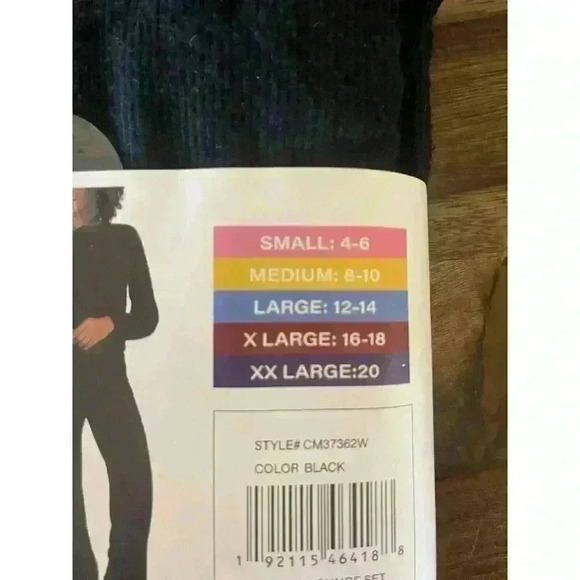 SMALL: 4-6
MEDIUM: 8-10
LARGE: 12-14
X LARGE: 16-18
XX LARGE:20
STYLE# CM37362W
COLOR BLACK
1 92115 46418 8
SET